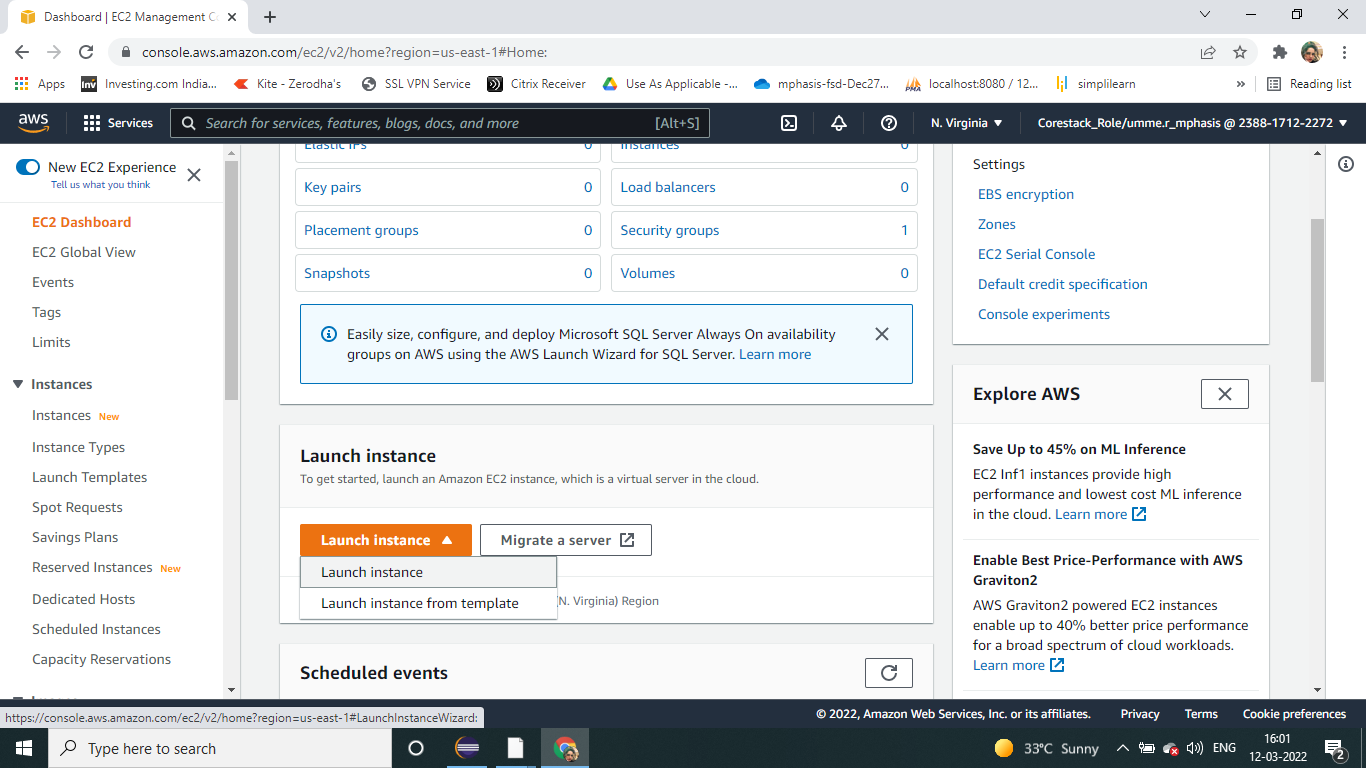 Dashboard | EC2 Management C
console.aws.amazon.com/ec2/v2/home?region=us-east-1#Home:
Apps
Inv Investing.com India...
Kite - Zerodha's
SSL VPN Service
Citrix Receiver
Use As Applicable -...
mphasis-fsd-Dec27...
localhost:8080 / 12...
simplilearn
»
Reading list
aws
Services
Search for services, features, blogs, docs, and more [Alt+S]
N. Virginia
Corestack_Role/umme.r_mphasis @ 2388-1712-2272
New EC2 Experience
Tell us what you think
EC2 Dashboard
EC2 Global View
Events
Tags
Limits
Instances
Instances New
Instance Types
Launch Templates
Spot Requests
Savings Plans
Reserved Instances New
Dedicated Hosts
Scheduled Instances
Capacity Reservations
Elastic IPs 0
Instances 0
Key pairs 0
Load balancers 0
Placement groups 0
Security groups 1
Snapshots 0
Volumes 0
Easily size, configure, and deploy Microsoft SQL Server Always On availability
groups on AWS using the AWS Launch Wizard for SQL Server. Learn more
Launch instance
To get started, launch an Amazon EC2 instance, which is a virtual server in the cloud.
Launch instance
Migrate a server
Launch instance
Launch instance from template
(N. Virginia) Region
Scheduled events
Settings
EBS encryption
Zones
EC2 Serial Console
Default credit specification
Console experiments
Explore AWS
Save Up to 45% on ML Inference
EC2 Inf1 instances provide high
performance and lowest cost ML inference
in the cloud. Learn more
Enable Best Price-Performance with AWS
Graviton2
AWS Graviton2 powered EC2 instances
enable up to 40% better price performance
for a broad spectrum of cloud workloads.
Learn more
https://console.aws.amazon.com/ec2/v2/home?region=us-east-1#LaunchInstanceWizard:
© 2022, Amazon Web Services, Inc. or its affiliates.
Privacy
Terms
Cookie preferences
Type here to search
33°C Sunny
ENG
16:01
12-03-2022
2